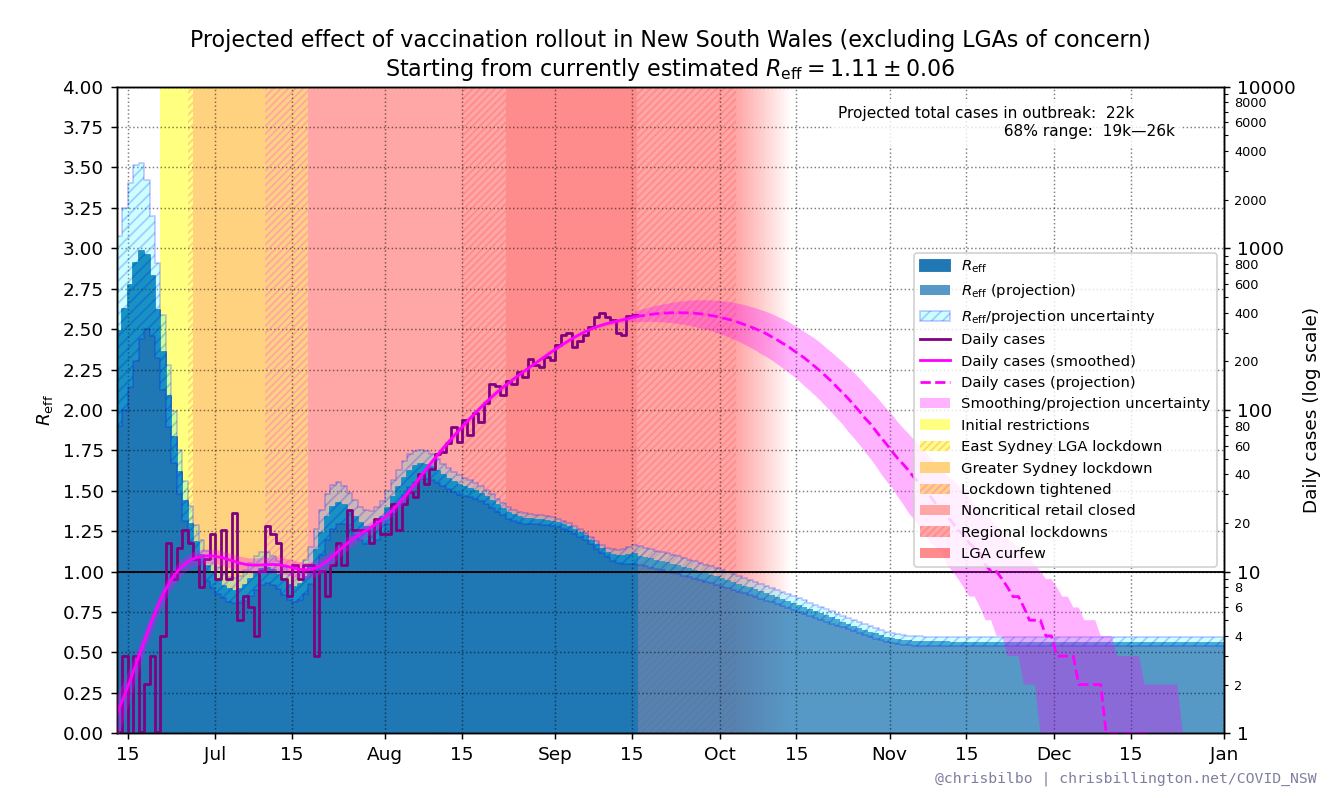 Projected effect of vaccination rollout in New South Wales (excluding LGAs of concern)
Starting from currently estimated R_eff = 1.11 ± 0.06
Projected total cases in outbreak: 22k
68% range: 19k—26k
R_eff
4.00
3.75
3.50
3.25
3.00
2.75
2.50
2.25
2.00
1.75
1.50
1.25
1.00
0.75
0.50
0.25
0.00
10000
8000
6000
4000
2000
1000
800
600
400
200
100
80
60
40
20
10
8
6
4
2
1
Daily cases (log scale)
R_eff
R_eff (projection)
R_eff/projection uncertainty
Daily cases
Daily cases (smoothed)
Daily cases (projection)
Smoothing/projection uncertainty
Initial restrictions
East Sydney LGA lockdown
Greater Sydney lockdown
Lockdown tightened
Noncritical retail closed
Regional lockdowns
LGA curfew
15 Jul 15 Aug 15 Sep 15 Oct 15 Nov 15 Dec 15 Jan
@chrisbilbo | chrisbillington.net/COVID_NSW